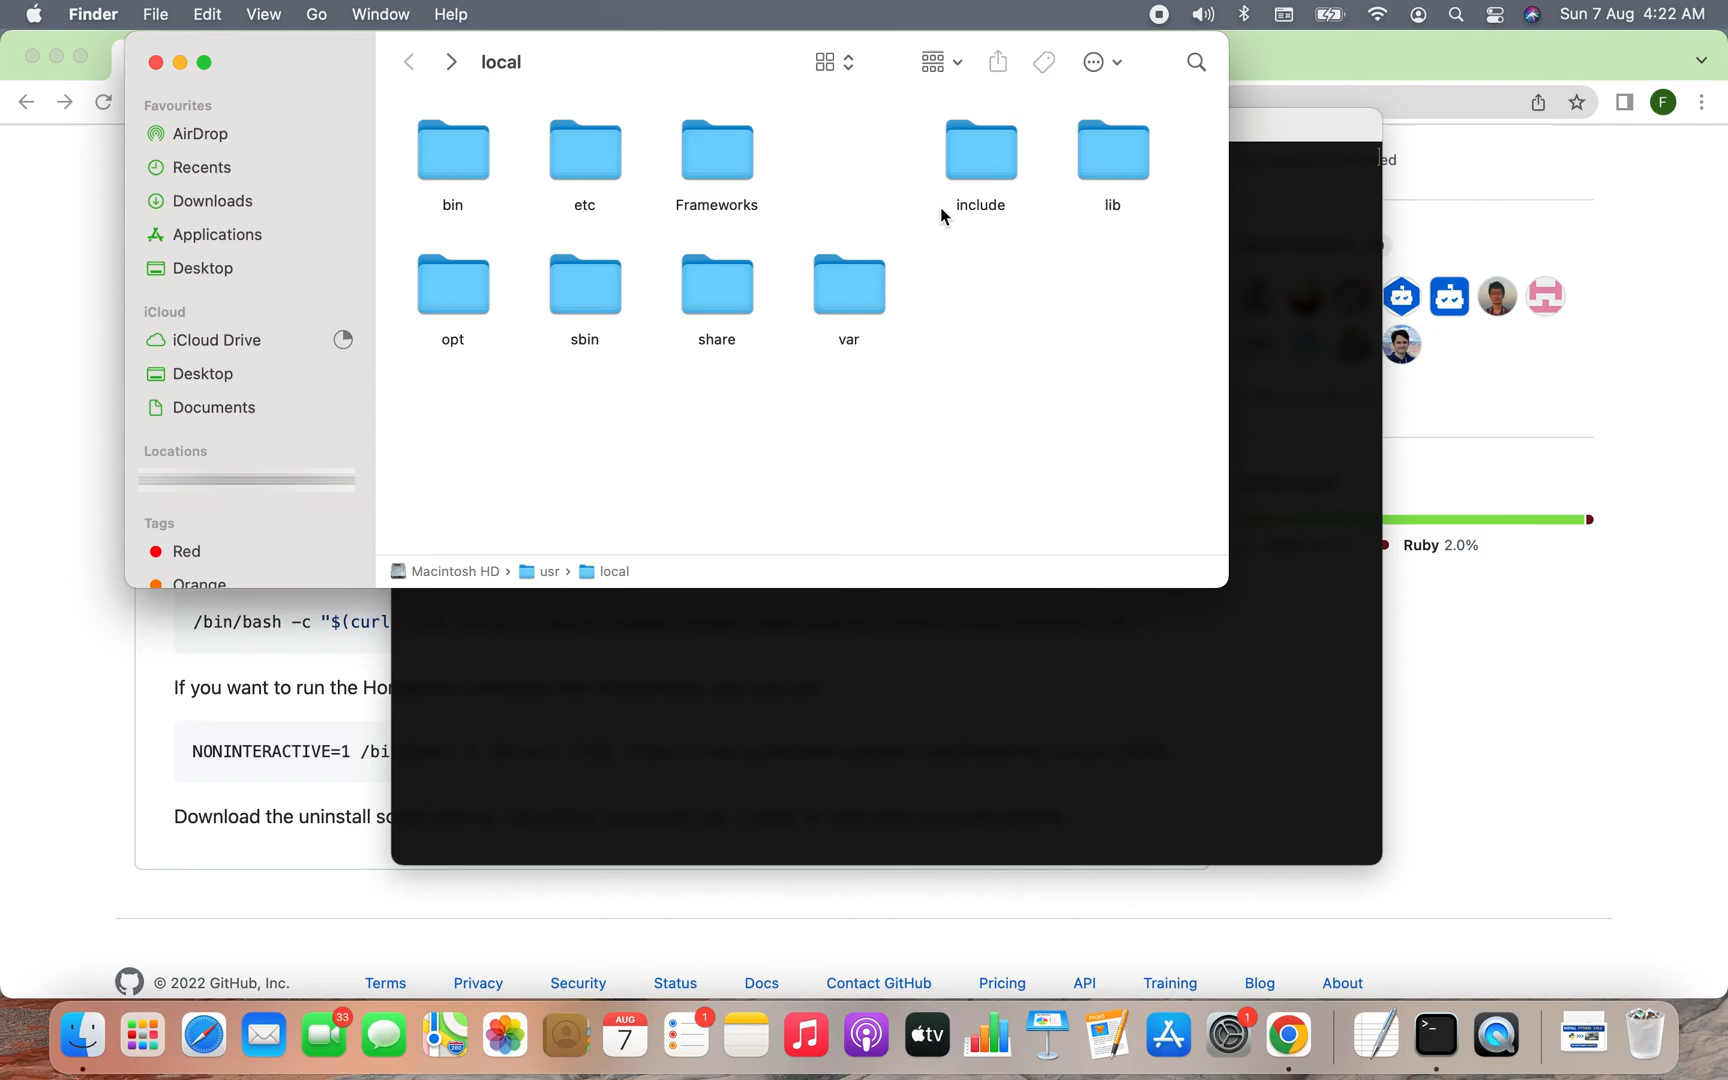 Finder File Edit View Go Window Help Sun 7 Aug 4:22 AM
local
F
Favourites
AirDrop
Recents
Downloads
Applications
Desktop
iCloud
iCloud Drive
Desktop
Documents
Locations
Tags
Red
Orange
bin etc Frameworks include lib
opt sbin share var
Macintosh HD › usr › local
ed
Ruby 2.0%
/bin/bash -c "$(curl
If you want to run the
NONINTERACTIVE=1
Download the uninstall
© 2022 GitHub, Inc. Terms Privacy Security Status Docs Contact GitHub Pricing API Training Blog About
33
AUG
7
1
tv
1
>_